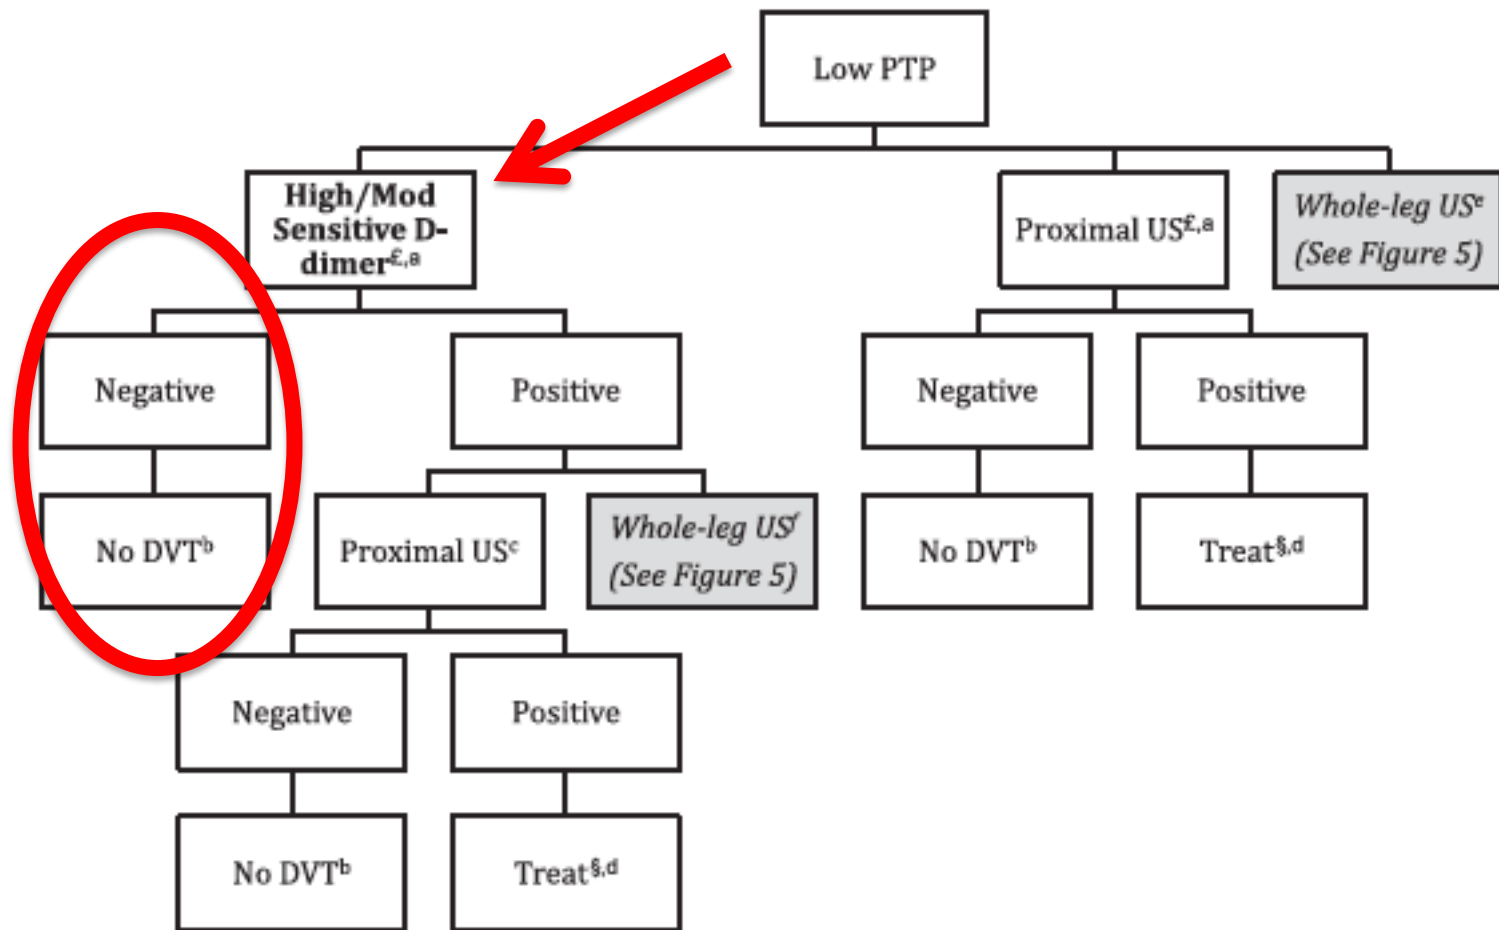 Low PTP
High/Mod
Sensitive D-
dimer£,a
Proximal US£,a
Whole-leg USe
(See Figure 5)
Negative
Positive
Negative
Positive
No DVTb
Proximal USc
Whole-leg USf
(See Figure 5)
No DVTb
Treat§,d
Negative
Positive
No DVTb
Treat§,d